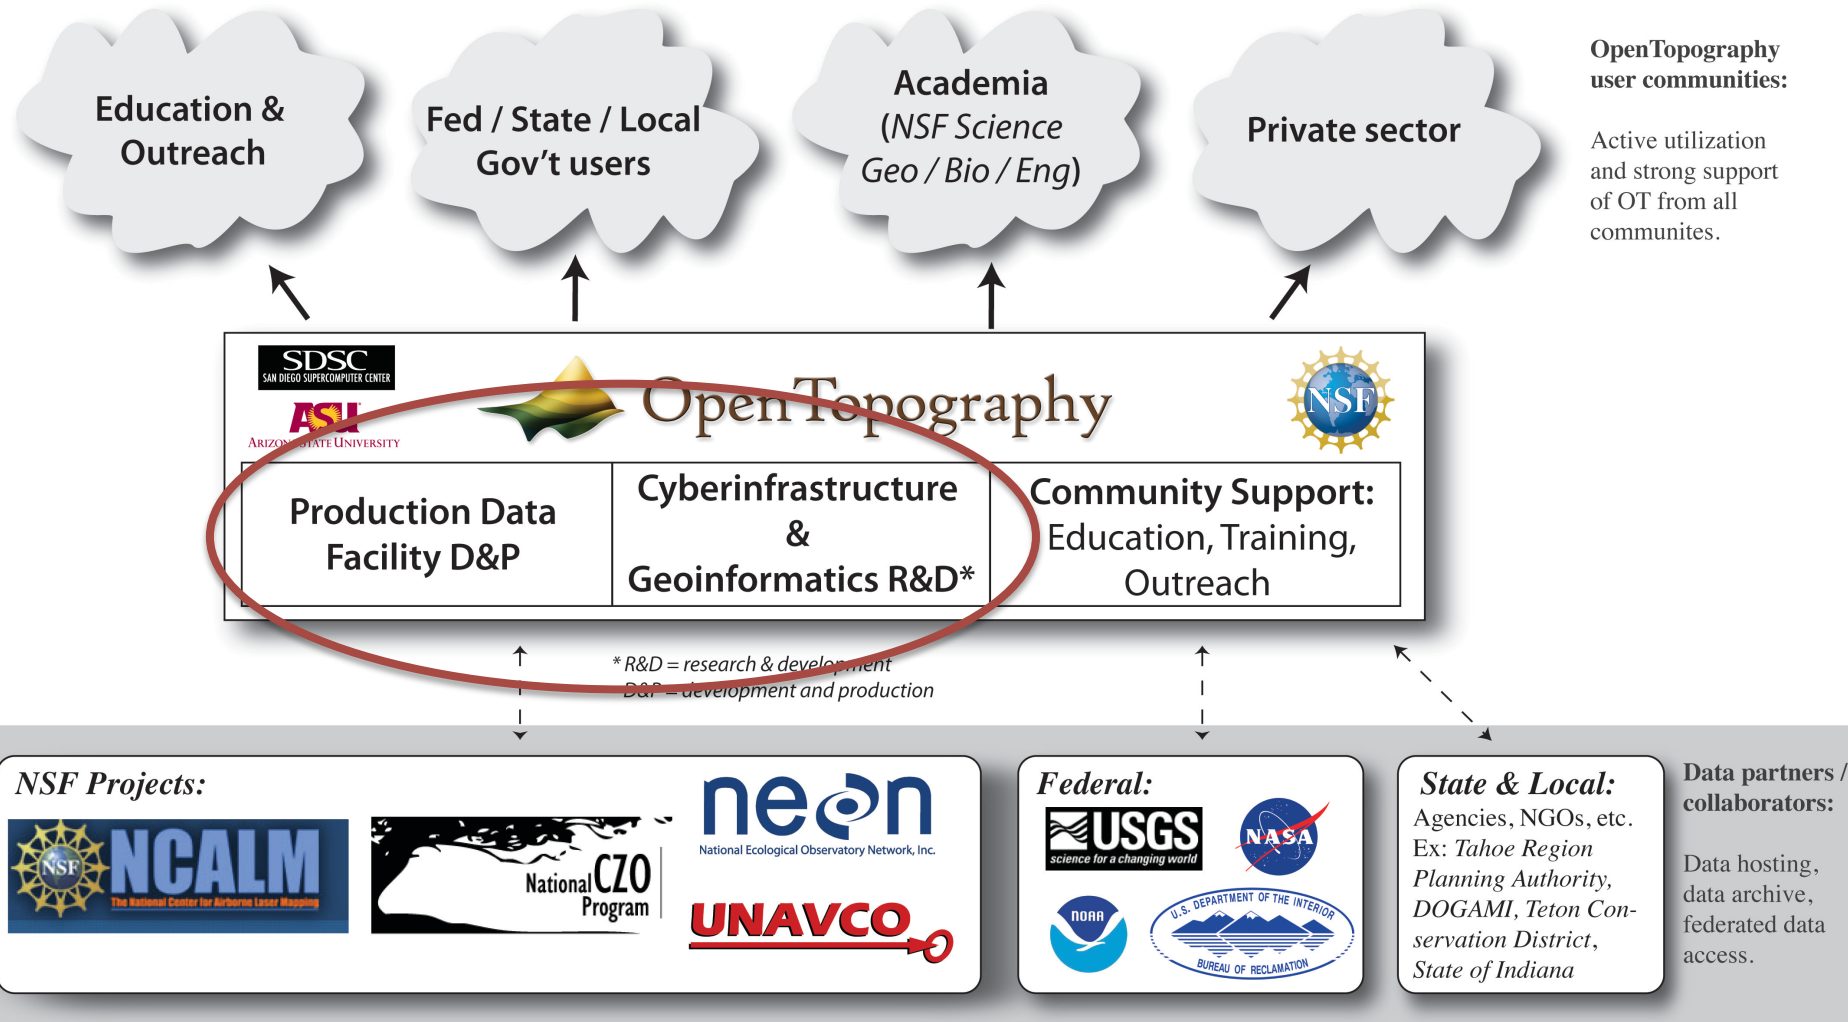 Education &
Outreach
Fed / State / Local
Gov't users
Academia
(NSF Science
Geo / Bio / Eng)
Private sector
OpenTopography
user communities:
Active utilization
and strong support
of OT from all
communites.
SDSC
SAN DIEGO SUPERCOMPUTER CENTER
ASU
ARIZONA STATE UNIVERSITY
OpenTopography
NSF
Production Data
Facility D&P
Cyberinfrastructure
&
Geoinformatics R&D*
Community Support:
Education, Training,
Outreach
* R&D = research & development
D&P = development and production
NSF Projects:
NSF
NCALM
The National Center for Airborne Laser Mapping
National CZO
Program
neon
National Ecological Observatory Network, Inc.
UNAVCO
Federal:
USGS
science for a changing world
NASA
NOAA
U.S. DEPARTMENT OF THE INTERIOR
BUREAU OF RECLAMATION
State & Local:
Agencies, NGOs, etc.
Ex: Tahoe Region
Planning Authority,
DOGAMI, Teton Con-
servation District,
State of Indiana
Data partners /
collaborators:
Data hosting,
data archive,
federated data
access.